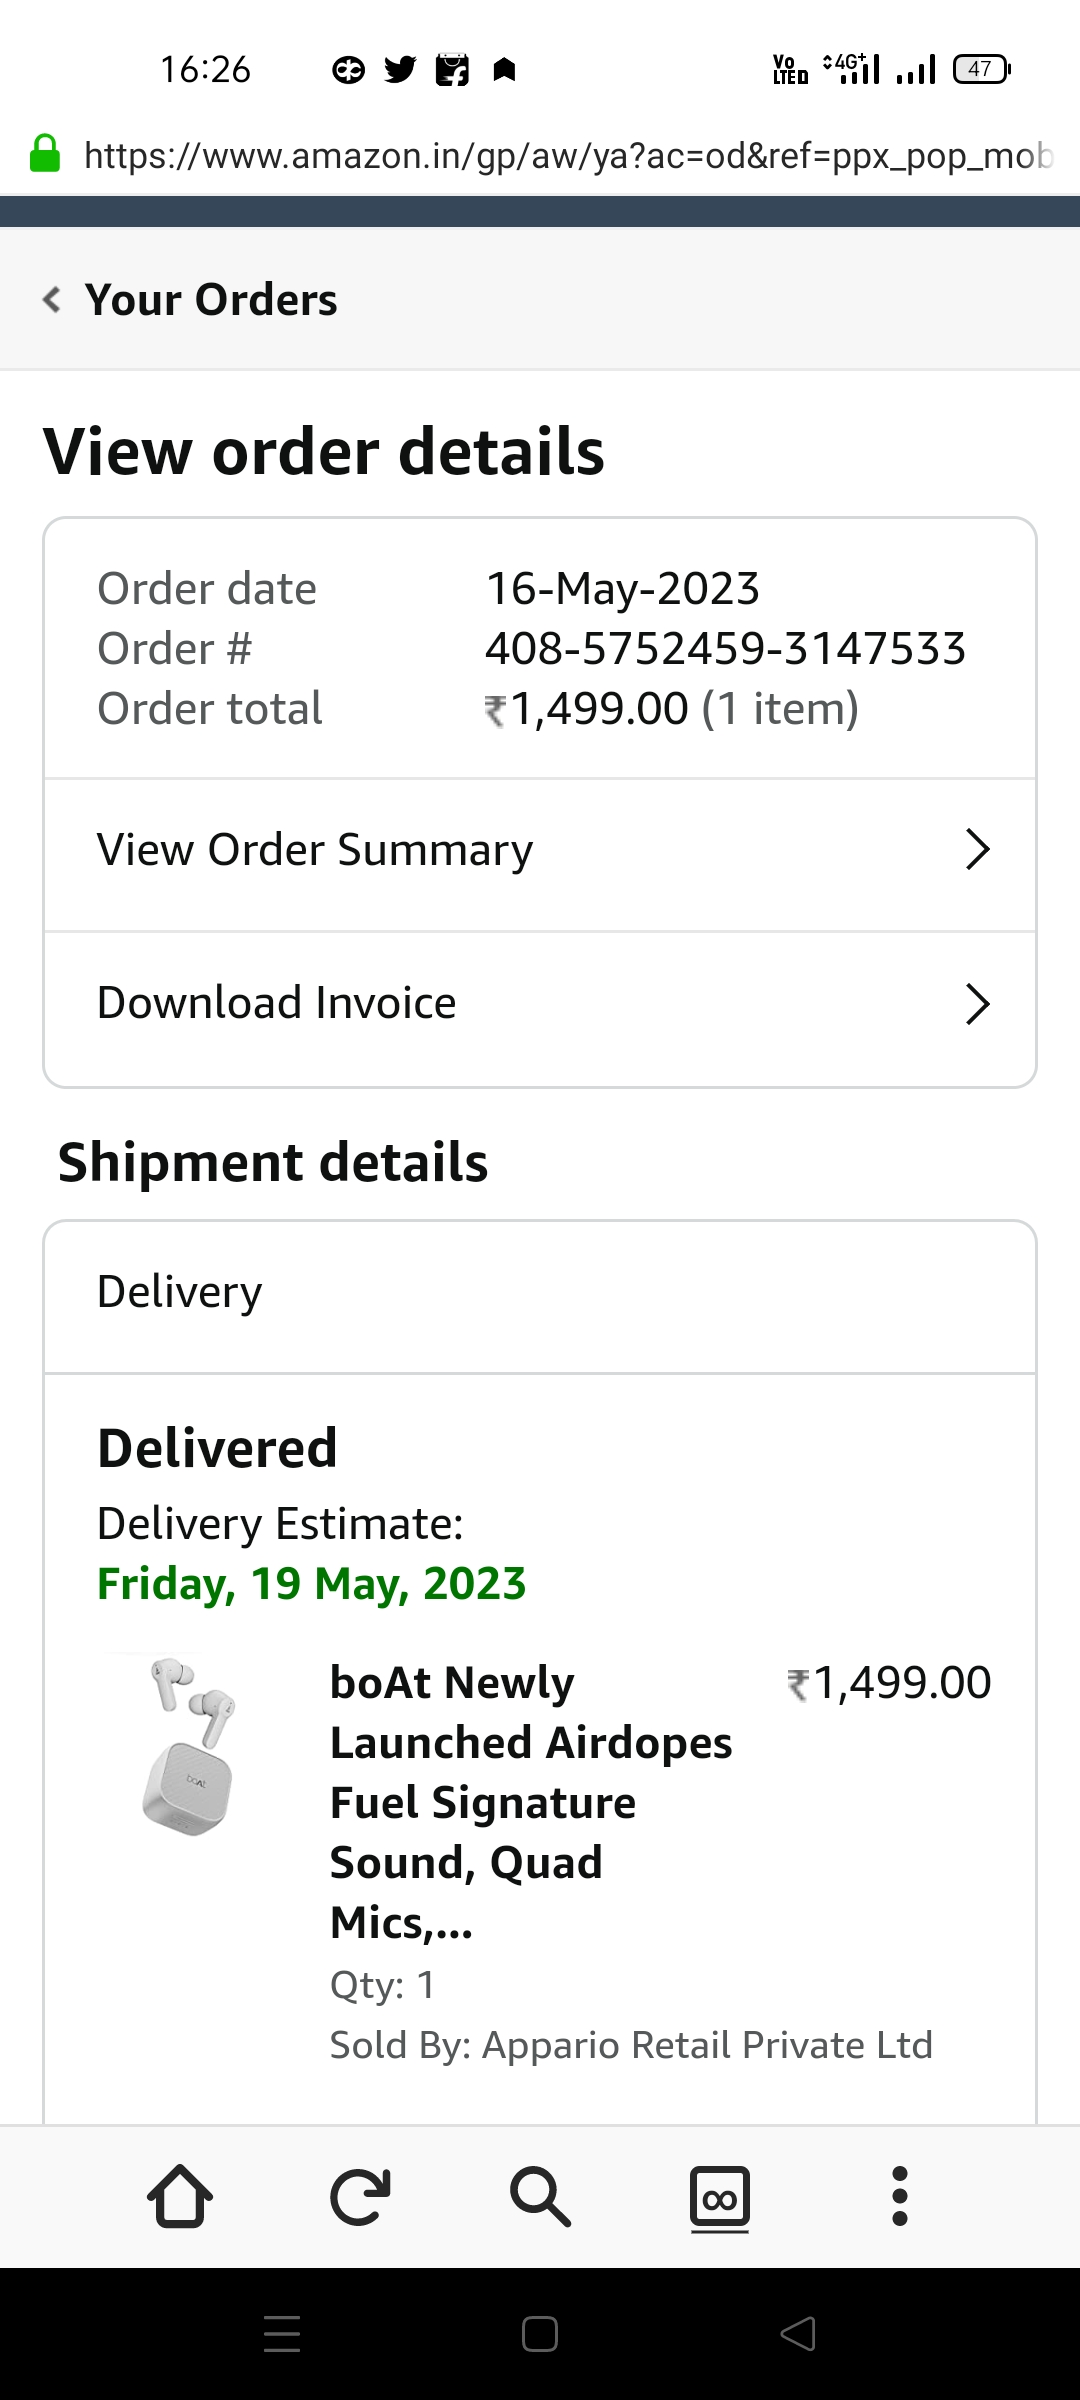 16:26
Vo
LTED
4G+
47
https://www.amazon.in/gp/aw/ya?ac=od&ref=ppx_pop_mob
Your Orders
View order details
Order date 16-May-2023
Order # 408-5752459-3147533
Order total ₹1,499.00 (1 item)
View Order Summary
Download Invoice
Shipment details
Delivery
Delivered
Delivery Estimate:
Friday, 19 May, 2023
boAt Newly ₹1,499.00
Launched Airdopes
Fuel Signature
Sound, Quad
Mics,...
boAt
Qty: 1
Sold By: Appario Retail Private Ltd